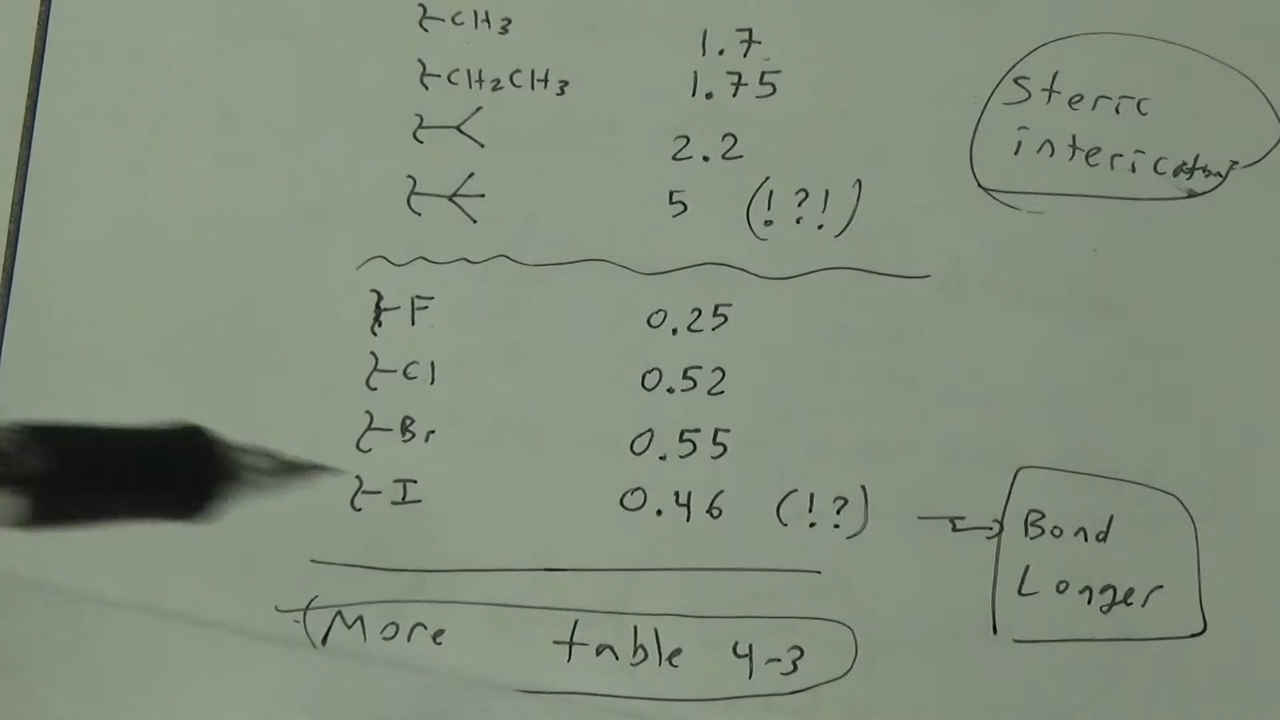 CH3 1.7
CH2CH3 1.75
2.2
5 (!?!)
Steric
F 0.25
Cl 0.52
Br 0.55
I 0.46 (!?)
Bond
Longer
(More table 4-3